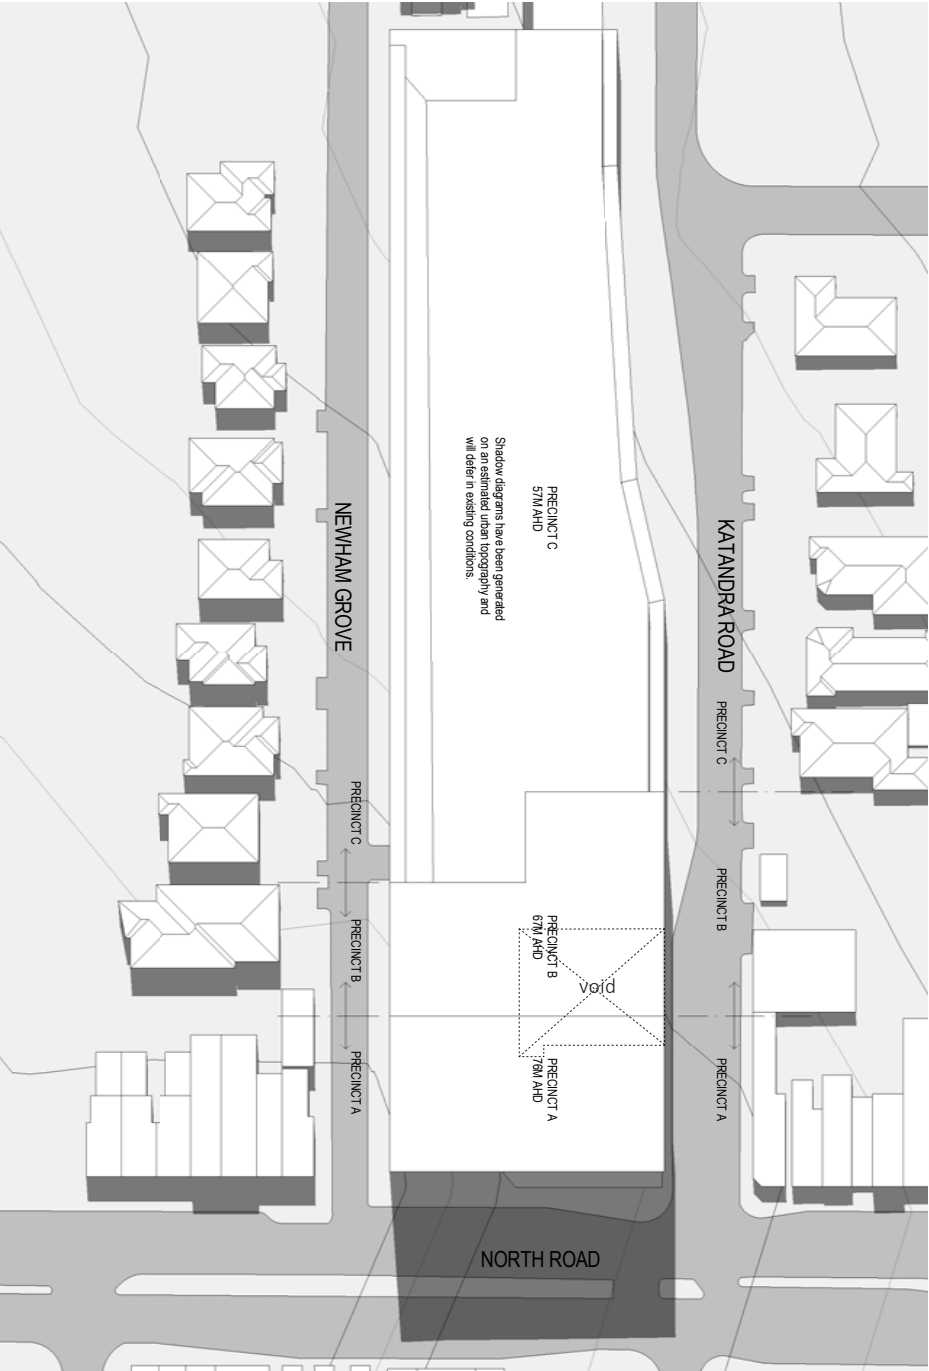 Shadow diagrams have been generated
on an estimated urban topography and
will defer in existing conditions.
PRECINCT C
57M AHD
NEWHAM GROVE
KATANDRA ROAD
PRECINCT C
PRECINCT C
PRECINCT B
PRECINCT B
PRECINCT B
67M AHD
void
PRECINCT A
PRECINCT A
76M AHD
PRECINCT A
NORTH ROAD